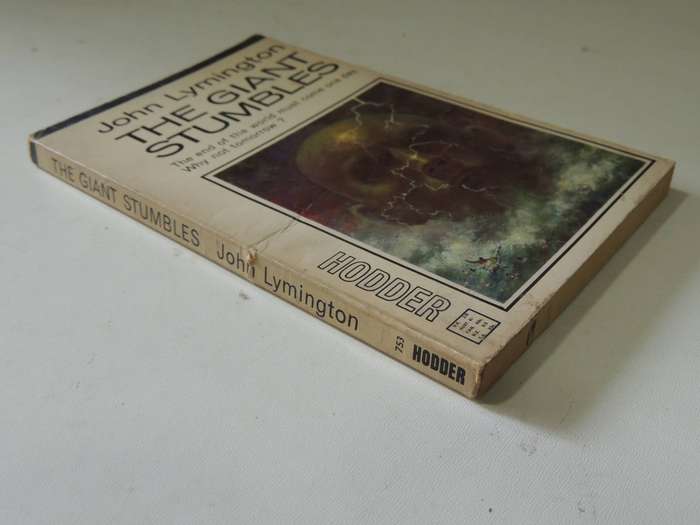 John Lymington
THE GIANT
STUMBLES
The end of the world must come one day
Why not tomorrow?
HODDER
THE GIANT STUMBLES John Lymington 753 HODDER